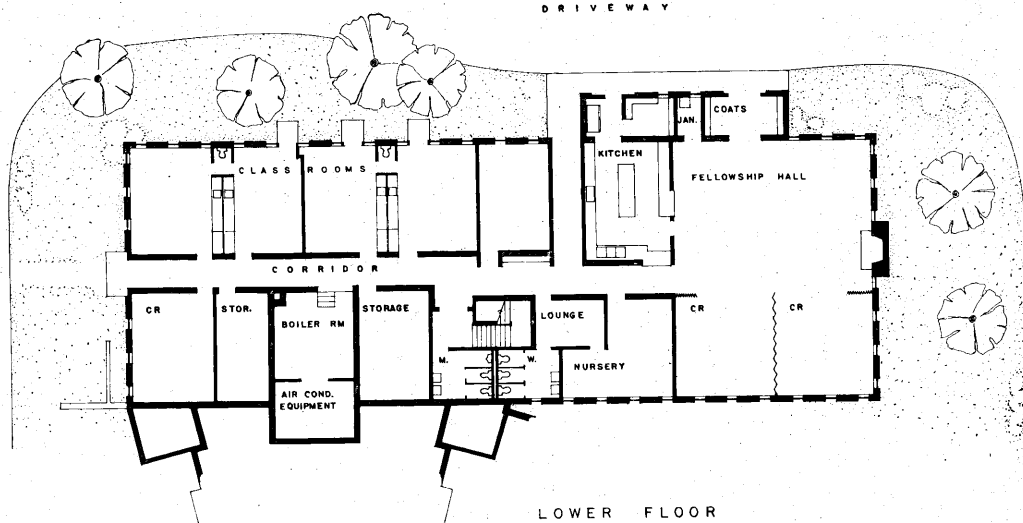 DRIVEWAY
JAN.
COATS
KITCHEN
CLASS ROOMS
FELLOWSHIP HALL
CORRIDOR
CR
STOR.
STORAGE
LOUNGE
CR
CR
BOILER RM
M.
W.
NURSERY
AIR COND.
EQUIPMENT
LOWER FLOOR